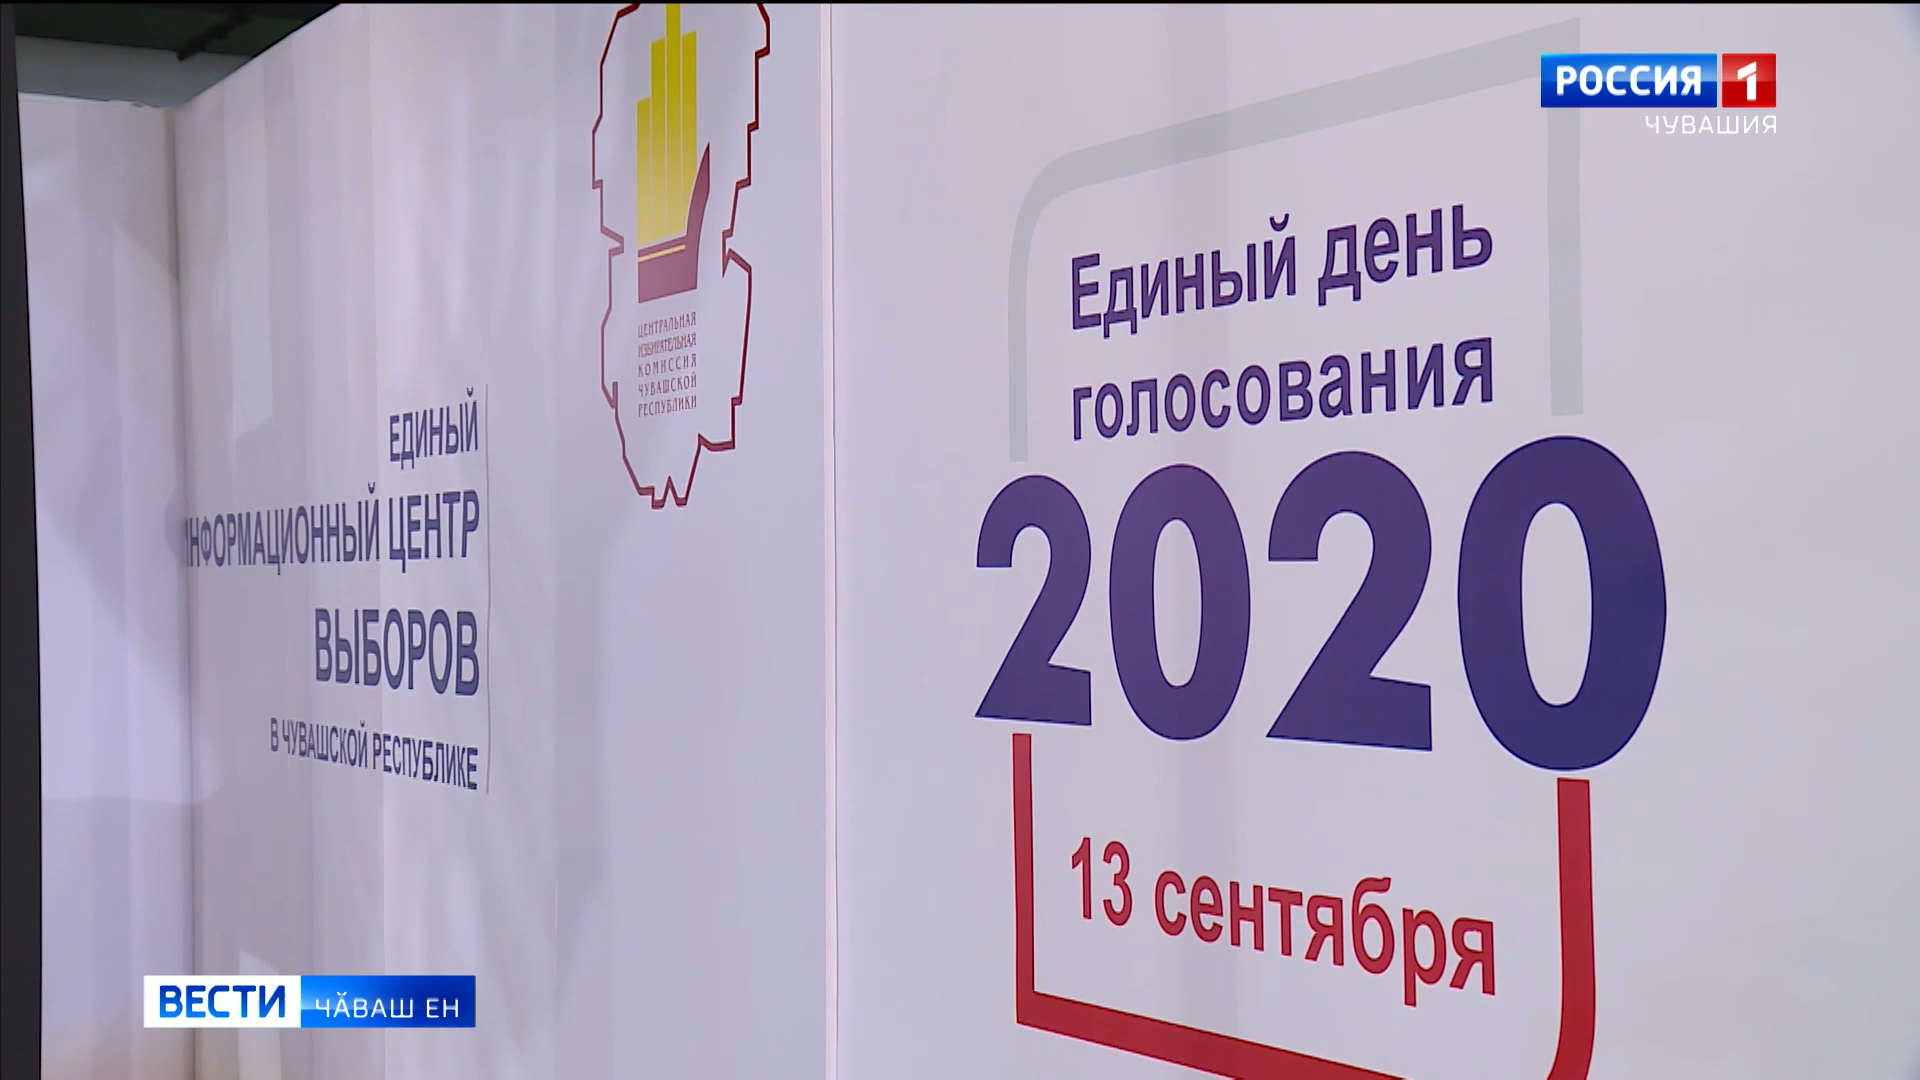 РОССИЯ 1
ЧУВАШИЯ
ЦЕНТРАЛЬНАЯ
ИЗБИРАТЕЛЬНАЯ
КОМИССИЯ
ЧУВАШСКОЙ
РЕСПУБЛИКИ
ЕДИНЫЙ
ИНФОРМАЦИОННЫЙ ЦЕНТР
ВЫБОРОВ
В ЧУВАШСКОЙ РЕСПУБЛИКЕ
Единый день
голосования
2020
13 сентября
ВЕСТИ ЧӐВАШ ЕН